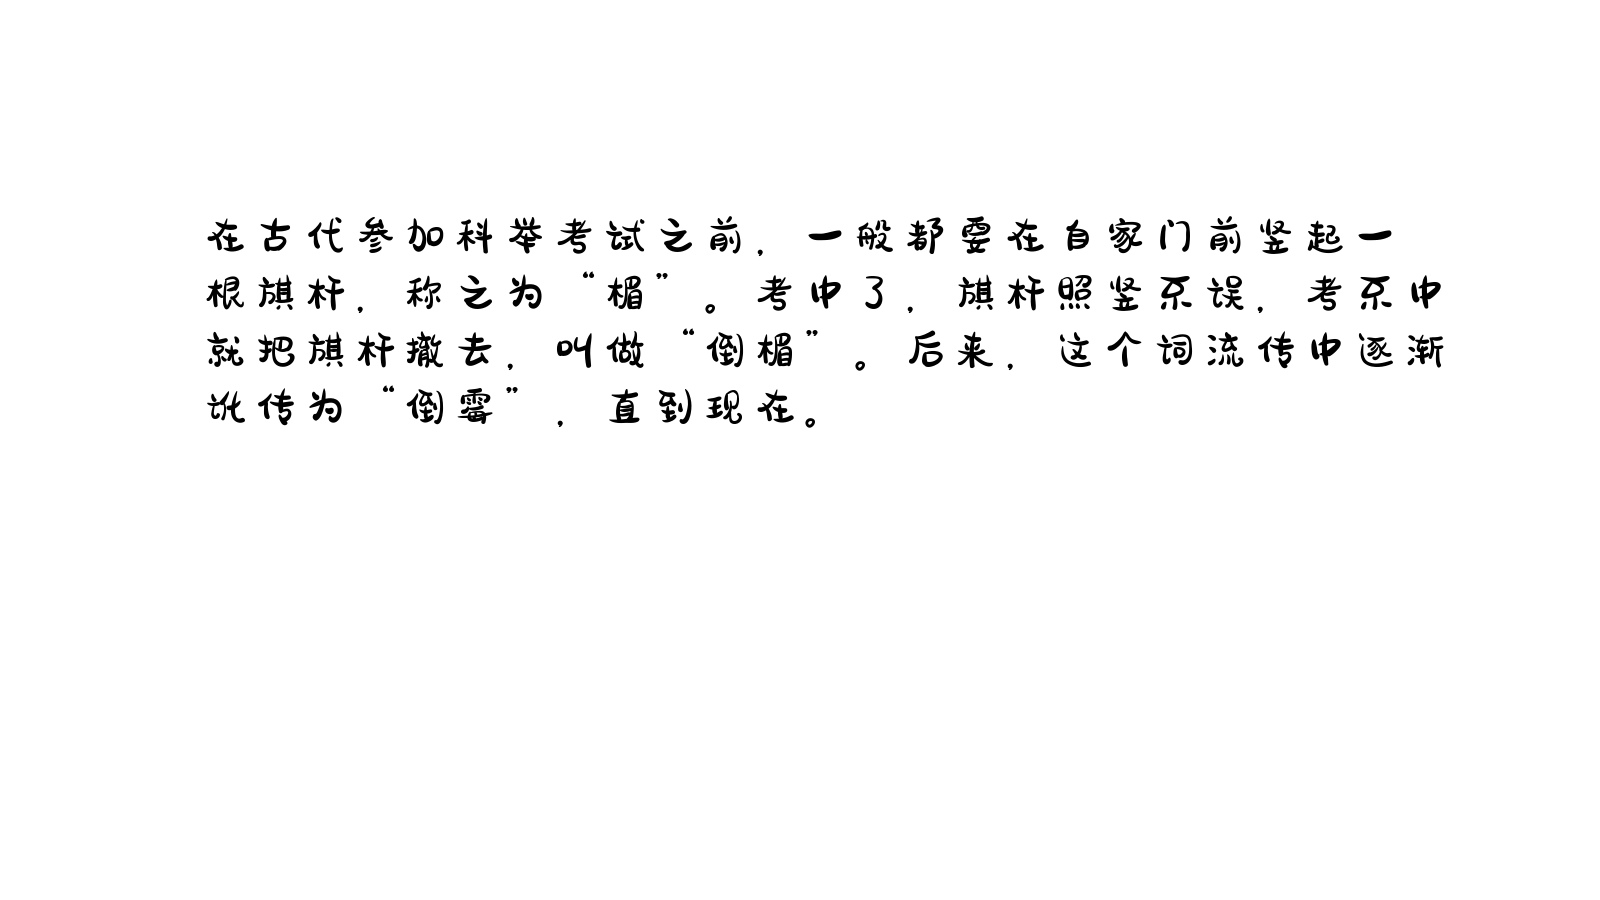 在古代参加科举考试之前，一般都要在自家门前竖起一
根旗杆，称之为“楣”。考中了，旗杆照竖不误，考不中
就把旗杆撤去，叫做“倒楣”。后来，这个词流传中逐渐
讹传为“倒霉”，直到现在。